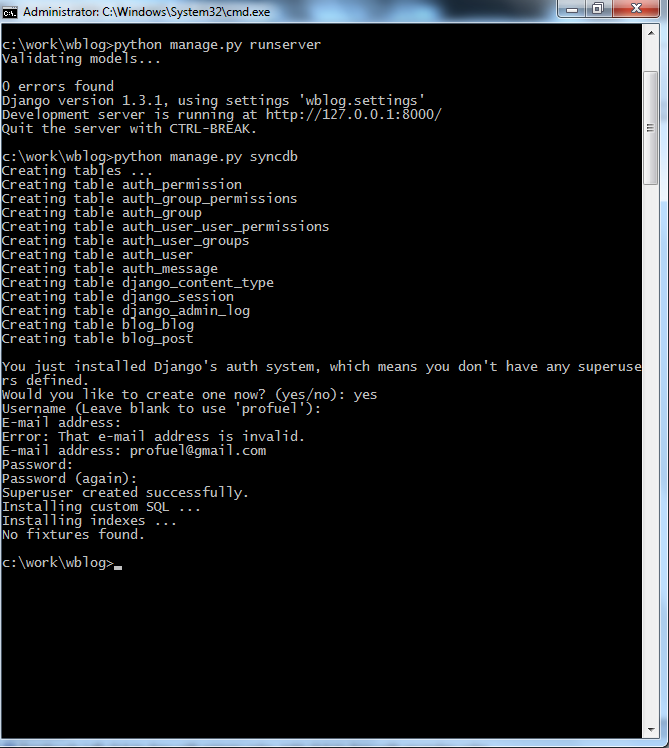 Administrator: C:\Windows\System32\cmd.exe
c:\work\wblog>python manage.py runserver
Validating models...
0 errors found
Django version 1.3.1, using settings 'wblog.settings'
Development server is running at http://127.0.0.1:8000/
Quit the server with CTRL-BREAK.
c:\work\wblog>python manage.py syncdb
Creating tables ...
Creating table auth_permission
Creating table auth_group_permissions
Creating table auth_group
Creating table auth_user_user_permissions
Creating table auth_user_groups
Creating table auth_user
Creating table auth_message
Creating table django_content_type
Creating table django_session
Creating table django_admin_log
Creating table blog_blog
Creating table blog_post
You just installed Django's auth system, which means you don't have any superuse
rs defined.
Would you like to create one now? (yes/no): yes
Username (Leave blank to use 'profuel'):
E-mail address:
Error: That e-mail address is invalid.
E-mail address: profuel@gmail.com
Password:
Password (again):
Superuser created successfully.
Installing custom SQL ...
Installing indexes ...
No fixtures found.
c:\work\wblog>